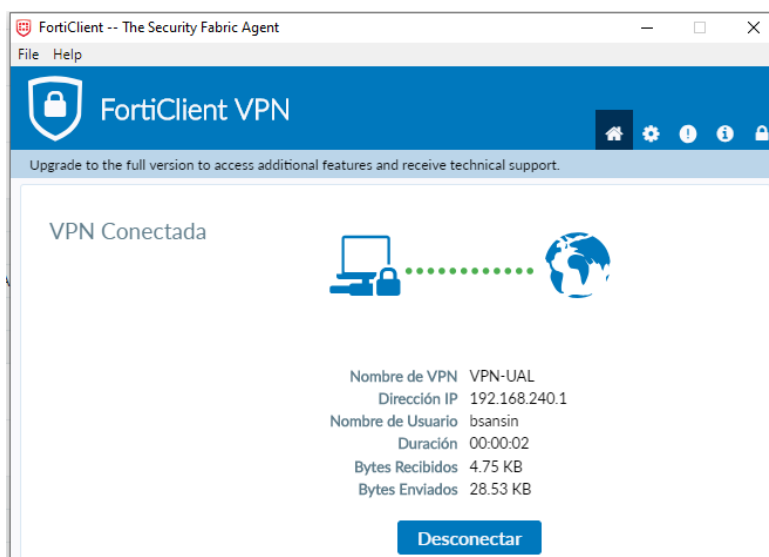 FortiClient -- The Security Fabric Agent
File Help
FortiClient VPN
Upgrade to the full version to access additional features and receive technical support.
VPN Conectada
Nombre de VPN VPN-UAL
Dirección IP 192.168.240.1
Nombre de Usuario bsansin
Duración 00:00:02
Bytes Recibidos 4.75 KB
Bytes Enviados 28.53 KB
Desconectar